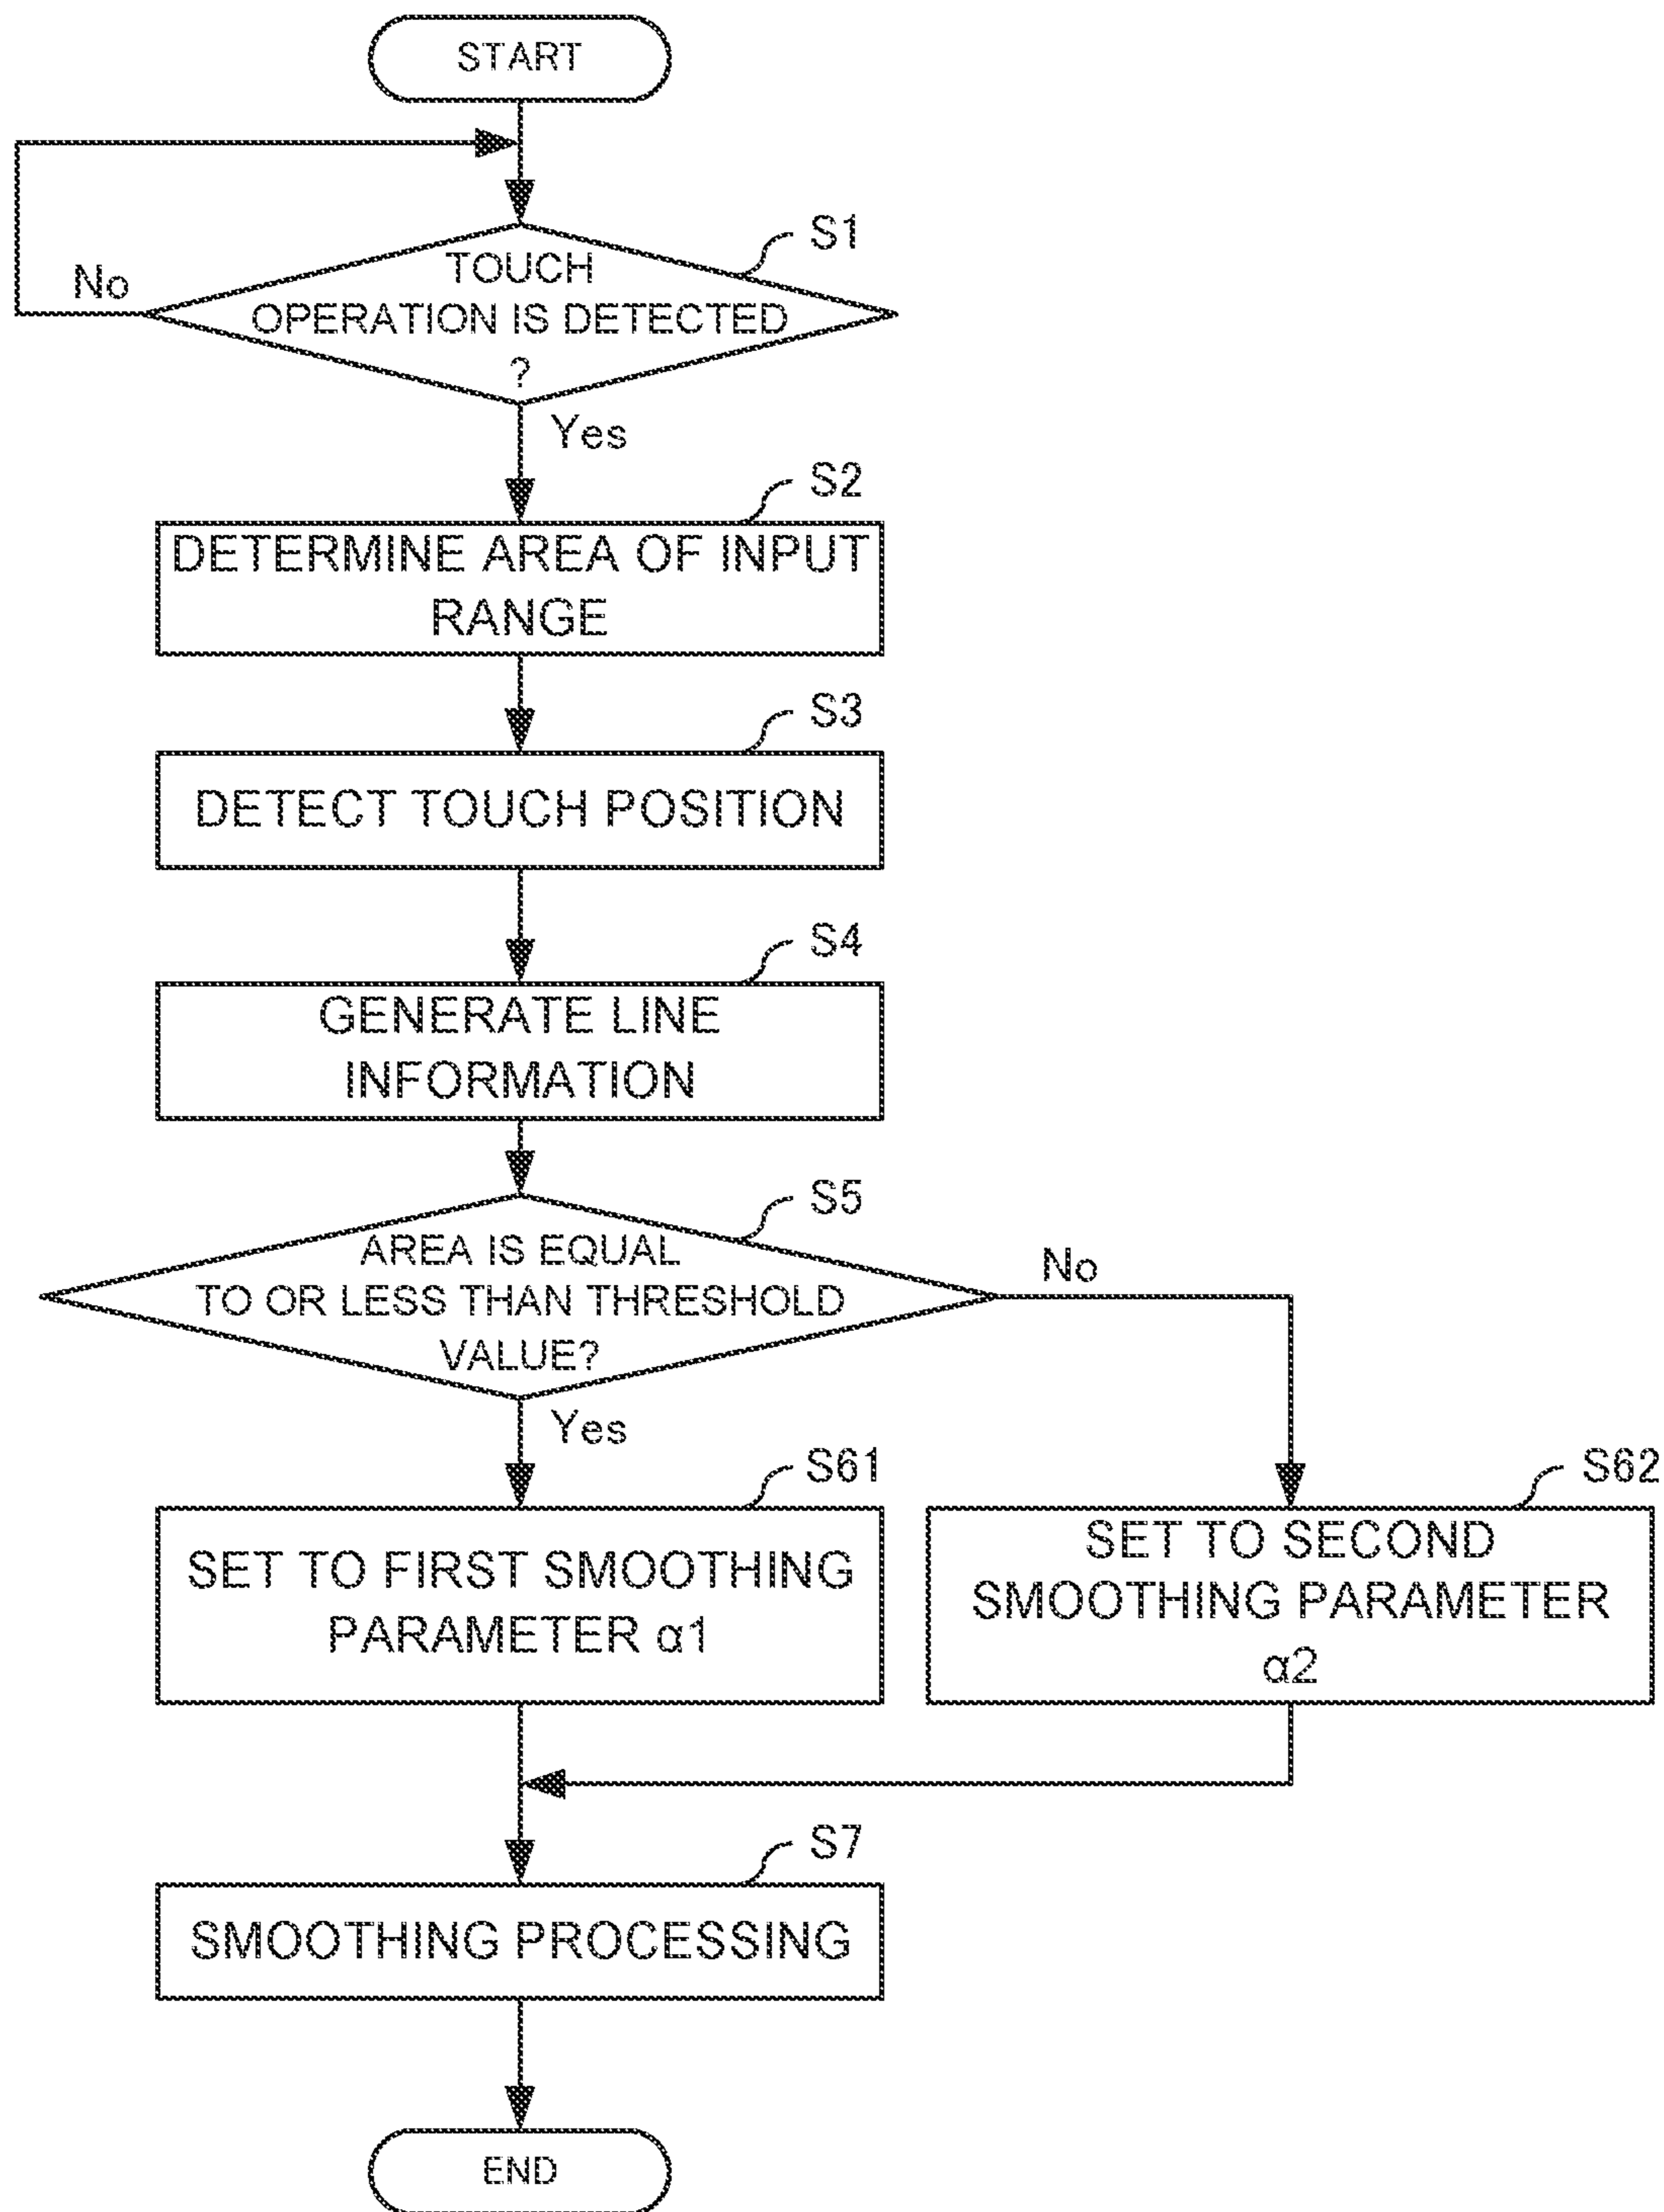 START
S1
TOUCH
No
OPERATION IS DETECTED
?
Yes
S2
DETERMINE AREA OF INPUT
RANGE
S3
DETECT TOUCH POSITION
S4
GENERATE LINE
INFORMATION
S5
AREA IS EQUAL
No
TO OR LESS THAN THRESHOLD
VALUE?
Yes
S61
SET TO FIRST SMOOTHING
PARAMETER α1
S62
SET TO SECOND
SMOOTHING PARAMETER
α2
S7
SMOOTHING PROCESSING
END